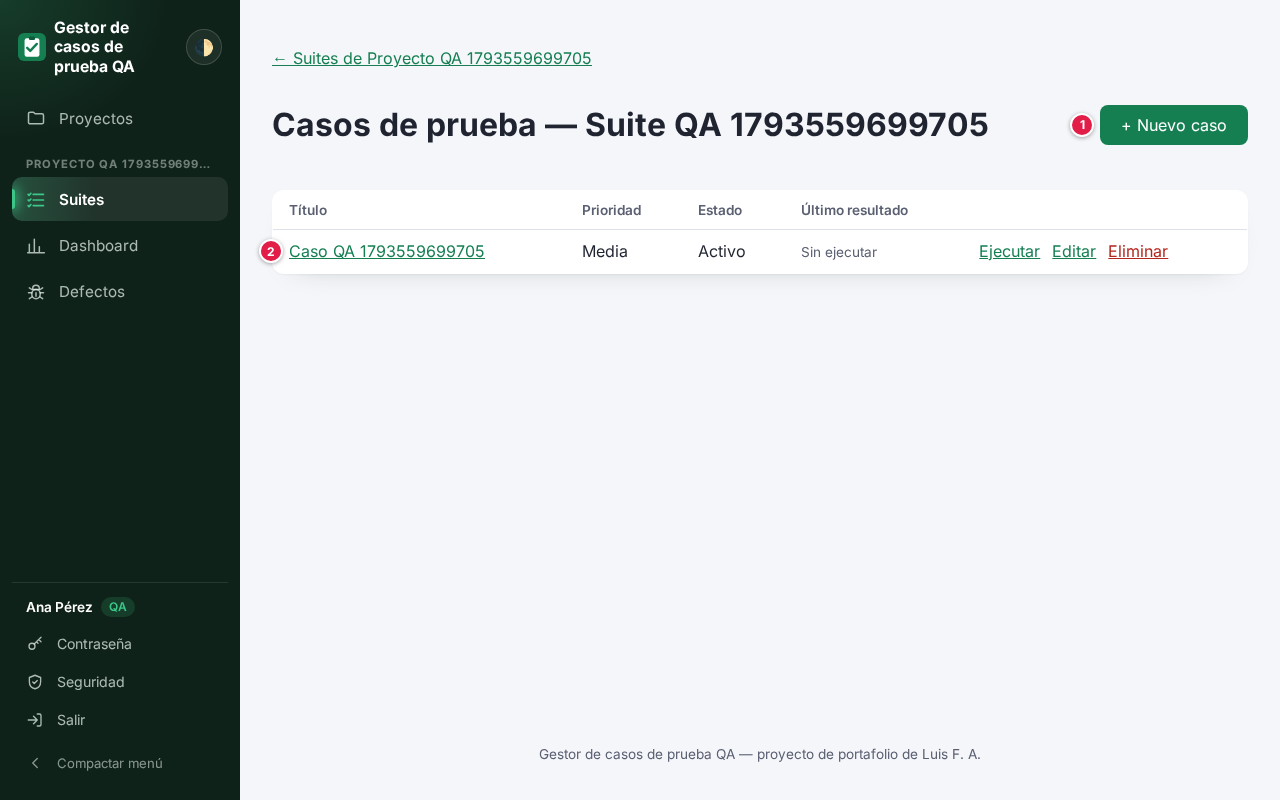 Gestor de
casos de
prueba QA
Proyectos
PROYECTO QA 1793559699...
Suites
Dashboard
Defectos
Ana Pérez QA
Contraseña
Seguridad
Salir
Compactar menú
← Suites de Proyecto QA 1793559699705
Casos de prueba — Suite QA 1793559699705
1 + Nuevo caso
Título Prioridad Estado Último resultado
2 Caso QA 1793559699705 Media Activo Sin ejecutar Ejecutar Editar Eliminar
Gestor de casos de prueba QA — proyecto de portafolio de Luis F. A.